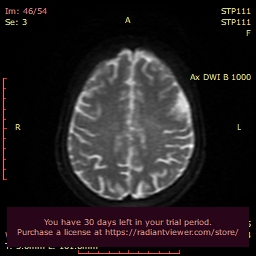 Im: 46/54
Se: 3
A
STP111
STP111
F
Ax DWI B 1000
R
L
You have 30 days left in your trial period.
Purchase a license at https://radiantviewer.com/store/